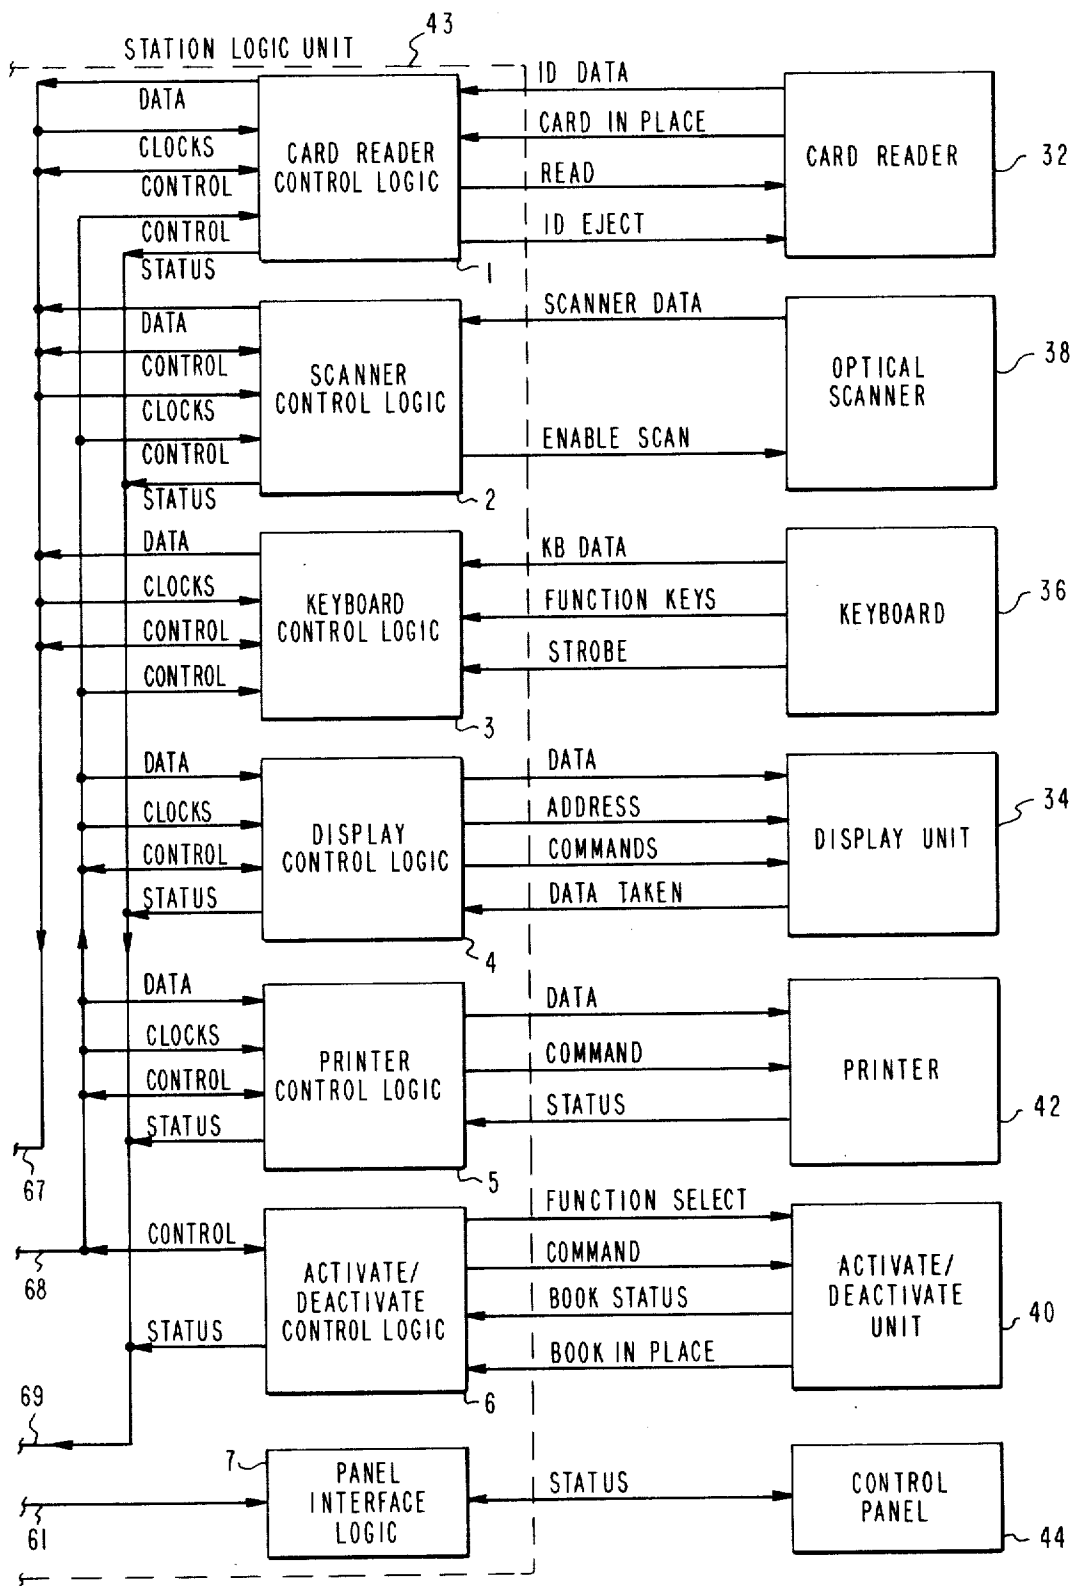 STATION LOGIC UNIT
43
DATA
CLOCKS
CONTROL
CONTROL
STATUS
CARD READER
CONTROL LOGIC
1
ID DATA
CARD IN PLACE
READ
ID EJECT
CARD READER
32
DATA
CONTROL
CLOCKS
CONTROL
STATUS
SCANNER
CONTROL LOGIC
2
SCANNER DATA
ENABLE SCAN
OPTICAL
SCANNER
38
DATA
CLOCKS
CONTROL
CONTROL
KEYBOARD
CONTROL LOGIC
3
KB DATA
FUNCTION KEYS
STROBE
KEYBOARD
36
DATA
CLOCKS
CONTROL
STATUS
DISPLAY
CONTROL LOGIC
4
DATA
ADDRESS
COMMANDS
DATA TAKEN
DISPLAY UNIT
34
DATA
CLOCKS
CONTROL
STATUS
PRINTER
CONTROL LOGIC
5
DATA
COMMAND
STATUS
PRINTER
42
67
68
CONTROL
STATUS
ACTIVATE/
DEACTIVATE
CONTROL LOGIC
6
FUNCTION SELECT
COMMAND
BOOK STATUS
BOOK IN PLACE
ACTIVATE/
DEACTIVATE
UNIT
40
69
61
7
PANEL
INTERFACE
LOGIC
STATUS
CONTROL
PANEL
44